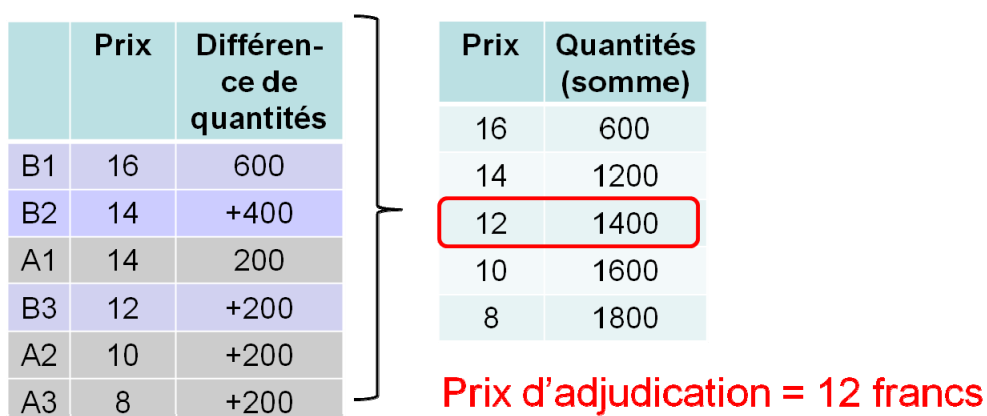 Prix Différen-
ce de
quantités
B1 16 600
B2 14 +400
A1 14 200
B3 12 +200
A2 10 +200
A3 8 +200
Prix Quantités
(somme)
16 600
14 1200
12 1400
10 1600
8 1800
Prix d'adjudication = 12 francs